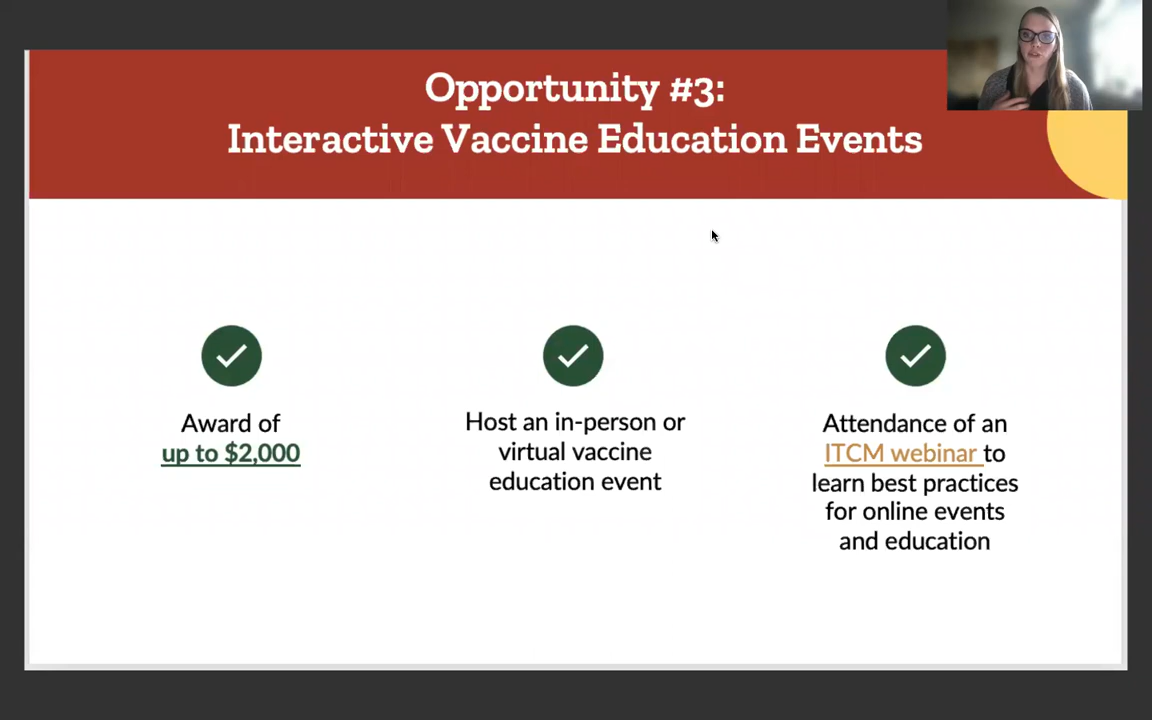 Opportunity #3:
Interactive Vaccine Education Events
Award of
up to $2,000
Host an in-person or
virtual vaccine
education event
Attendance of an
ITCM webinar to
learn best practices
for online events
and education